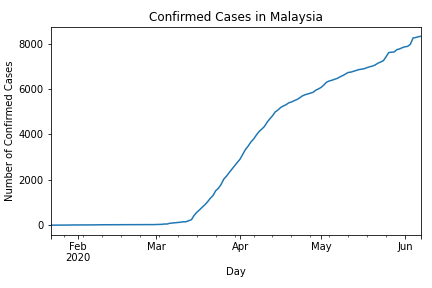 Confirmed Cases in Malaysia
Number of Confirmed Cases
8000
6000
4000
2000
0
Feb Mar Apr May Jun
2020
Day